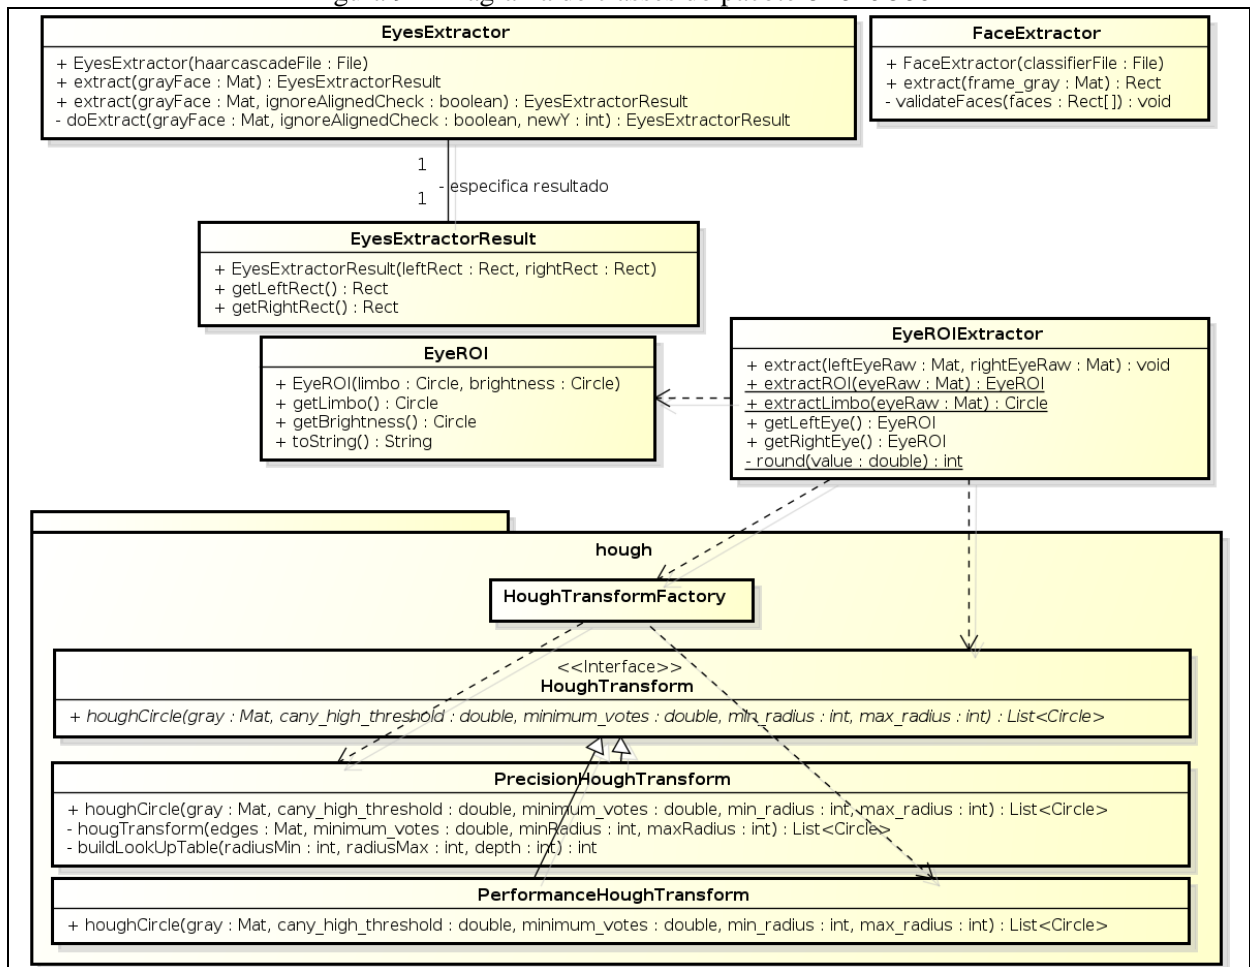 EyesExtractor
+ EyesExtractor(haarcascadeFile : File)
+ extract(grayFace : Mat) : EyesExtractorResult
+ extract(grayFace : Mat, ignoreAlignedCheck : boolean) : EyesExtractorResult
- doExtract(grayFace : Mat, ignoreAlignedCheck : boolean, newY : int) : EyesExtractorResult
FaceExtractor
+ FaceExtractor(classifierFile : File)
+ extract(frame_gray : Mat) : Rect
- validateFaces(faces : Rect[]) : void
1
- especifica resultado
1
EyesExtractorResult
+ EyesExtractorResult(leftRect : Rect, rightRect : Rect)
+ getLeftRect() : Rect
+ getRightRect() : Rect
EyeROI
+ EyeROI(limbo : Circle, brightness : Circle)
+ getLimbo() : Circle
+ getBrightness() : Circle
+ toString() : String
EyeROIExtractor
+ extract(leftEyeRaw : Mat, rightEyeRaw : Mat) : void
+ extractROI(eyeRaw : Mat) : EyeROI
+ extractLimbo(eyeRaw : Mat) : Circle
+ getLeftEye() : EyeROI
+ getRightEye() : EyeROI
- round(value : double) : int
hough
HoughTransformFactory
<<Interface>>
HoughTransform
+ houghCircle(gray : Mat, cany_high_threshold : double, minimum_votes : double, min_radius : int, max_radius : int) : List<Circle>
PrecisionHoughTransform
+ houghCircle(gray : Mat, cany_high_threshold : double, minimum_votes : double, min_radius : int, max_radius : int) : List<Circle>
- hougTransform(edges : Mat, minimum_votes : double, minRadius : int, maxRadius : int) : List<Circle>
- buildLookUpTable(radiusMin : int, radiusMax : int, depth : int) : int
PerformanceHoughTransform
+ houghCircle(gray : Mat, cany_high_threshold : double, minimum_votes : double, min_radius : int, max_radius : int) : List<Circle>